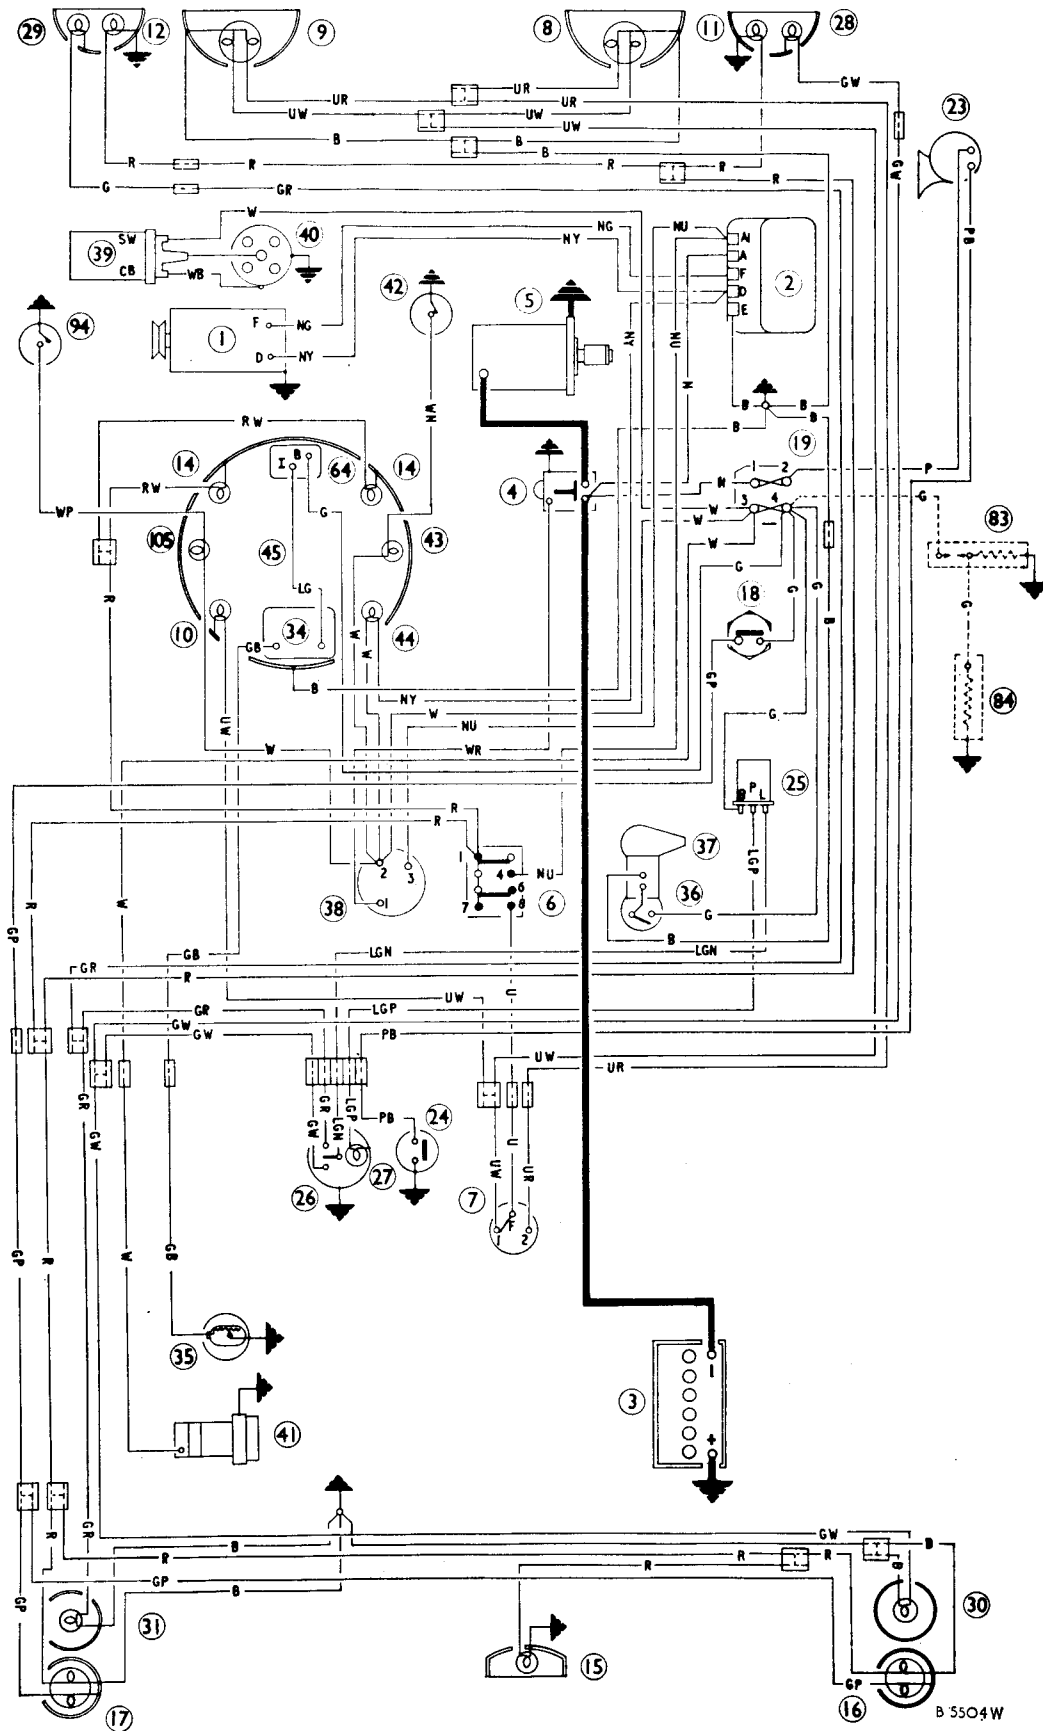 29 12 9 8 11 28
UR UR UR GW
UW UW UW 23
B B B
R R R R GW
G GR
W NU NG PB
39 SW CB 40 NY A1 A F D E 2
WB 42 5
94 1 F NG
D NY NY NU N
WN B B B
RW B 19
14 I B 64 14 4 1 2 P
RW N
WP G W 3 4 G
105 45 43 W W 83
R LG G G G 18 G
10 34 44 B
GB W W GP 84
B
NY G
UW W
W NU
WR
B P L 25
R
R 37
1 4 NU LGP
2 3 6 36
W 38 1 7 8 6 G
R B
GP GB LGN LGN
GR
R U
UW
GR LGP
GW
GW PB
UW
UR
GR GW GR LGN LGP PB 24
GW 27 U
26 7 UW UR
F
1 2
GP R W GB
35
41 3 –
+
R GR GW B
B R R R
R
GP B
GP B 31 30
15 GP
17 16 B 5504W